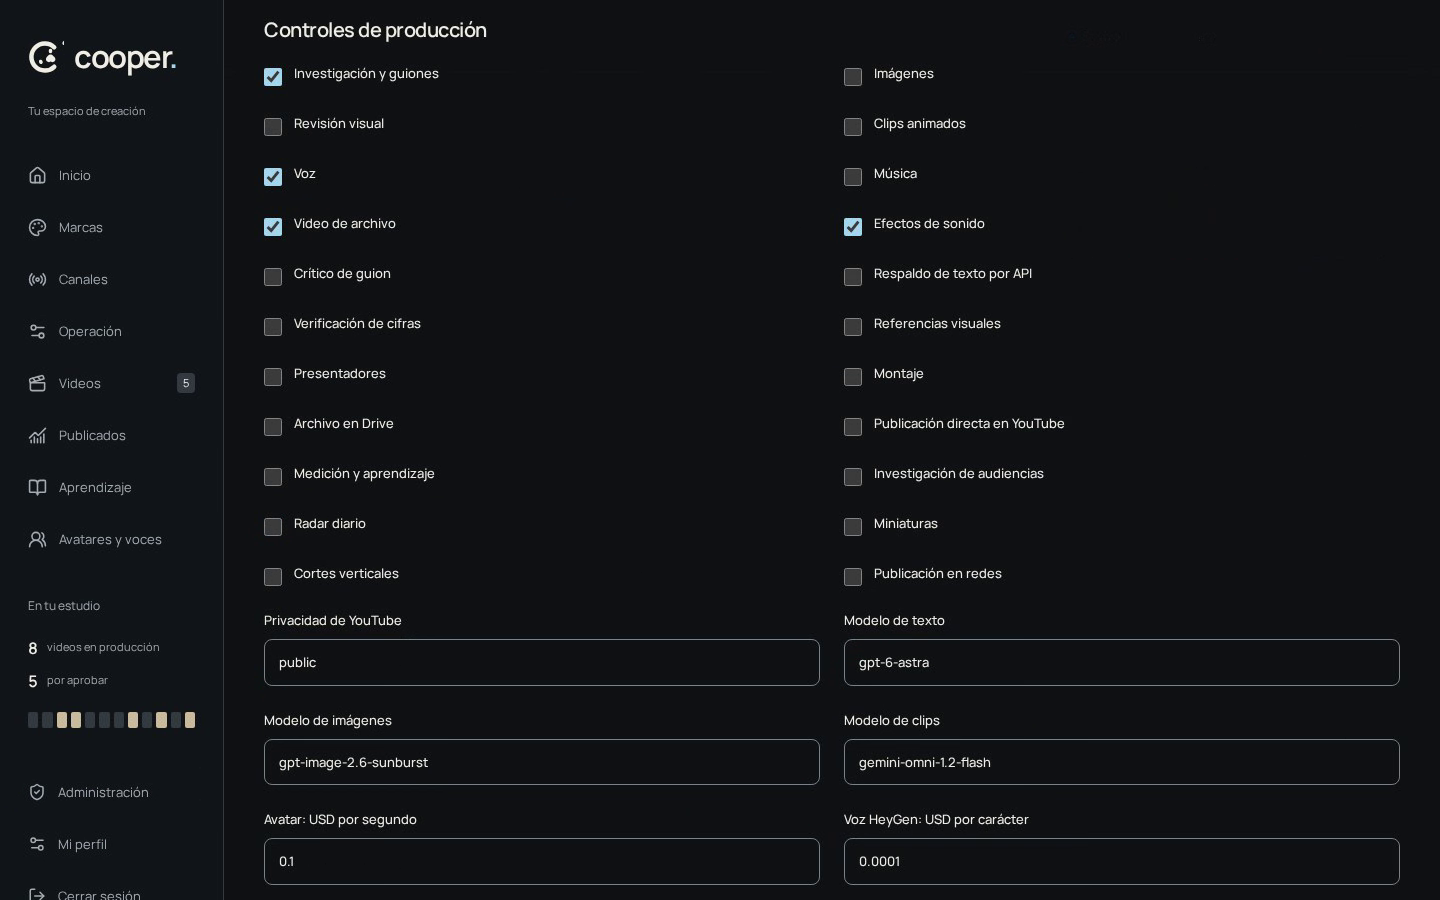 cooper.
Tu espacio de creación
Inicio
Marcas
Canales
Operación
Videos 5
Publicados
Aprendizaje
Avatares y voces
En tu estudio
8 videos en producción
5 por aprobar
Administración
Mi perfil
Cerrar sesión
Controles de producción
Investigación y guiones
Imágenes
Revisión visual
Clips animados
Voz
Música
Video de archivo
Efectos de sonido
Crítico de guion
Respaldo de texto por API
Verificación de cifras
Referencias visuales
Presentadores
Montaje
Archivo en Drive
Publicación directa en YouTube
Medición y aprendizaje
Investigación de audiencias
Radar diario
Miniaturas
Cortes verticales
Publicación en redes
Privacidad de YouTube
public
Modelo de texto
gpt-6-astra
Modelo de imágenes
gpt-image-2.6-sunburst
Modelo de clips
gemini-omni-1.2-flash
Avatar: USD por segundo
0.1
Voz HeyGen: USD por carácter
0.0001